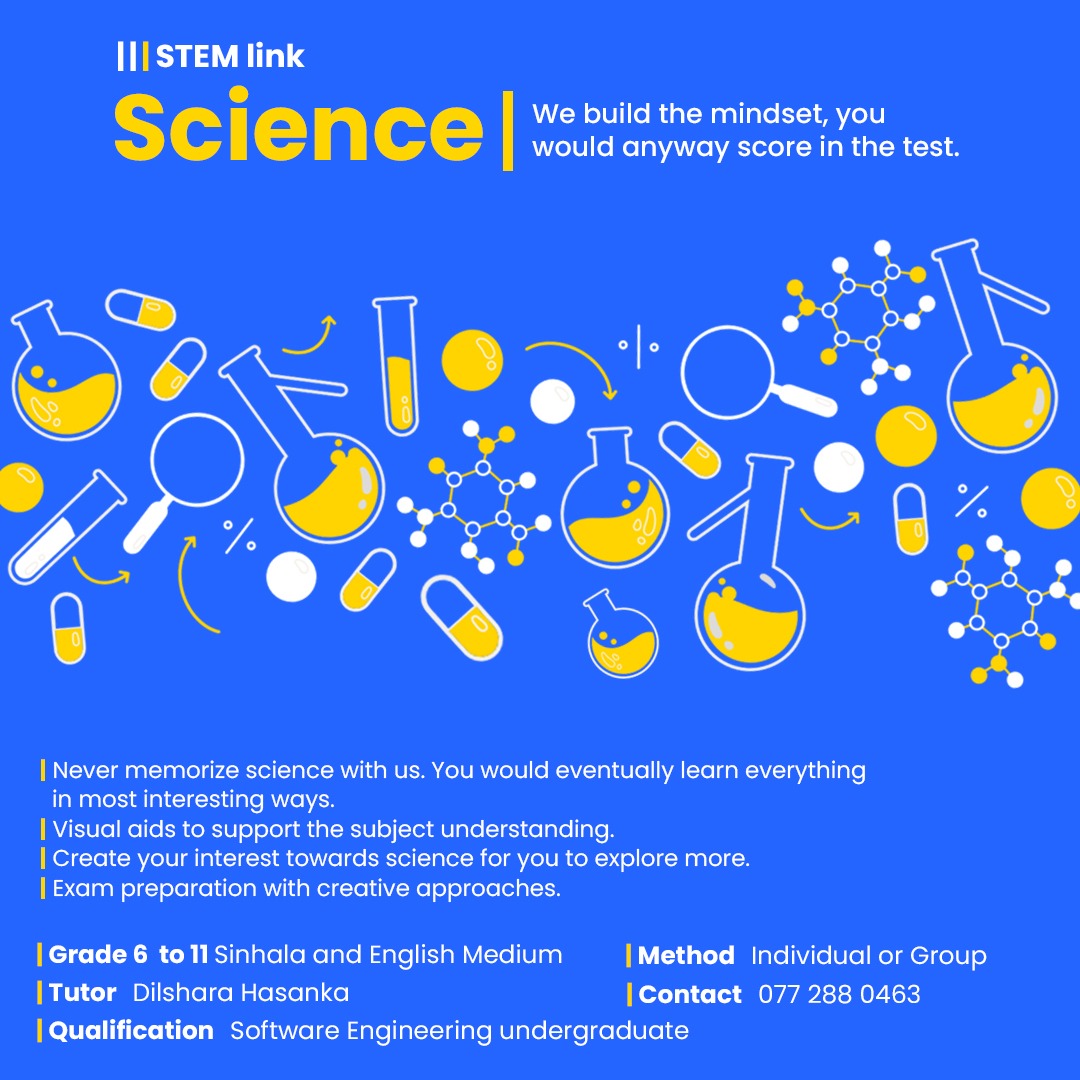 STEM link
Science
We build the mindset, you
would anyway score in the test.
Never memorize science with us. You would eventually learn everything
in most interesting ways.
Visual aids to support the subject understanding.
Create your interest towards science for you to explore more.
Exam preparation with creative approaches.
Grade 6 to 11 Sinhala and English Medium
Method Individual or Group
Tutor Dilshara Hasanka
Contact 077 288 0463
Qualification Software Engineering undergraduate